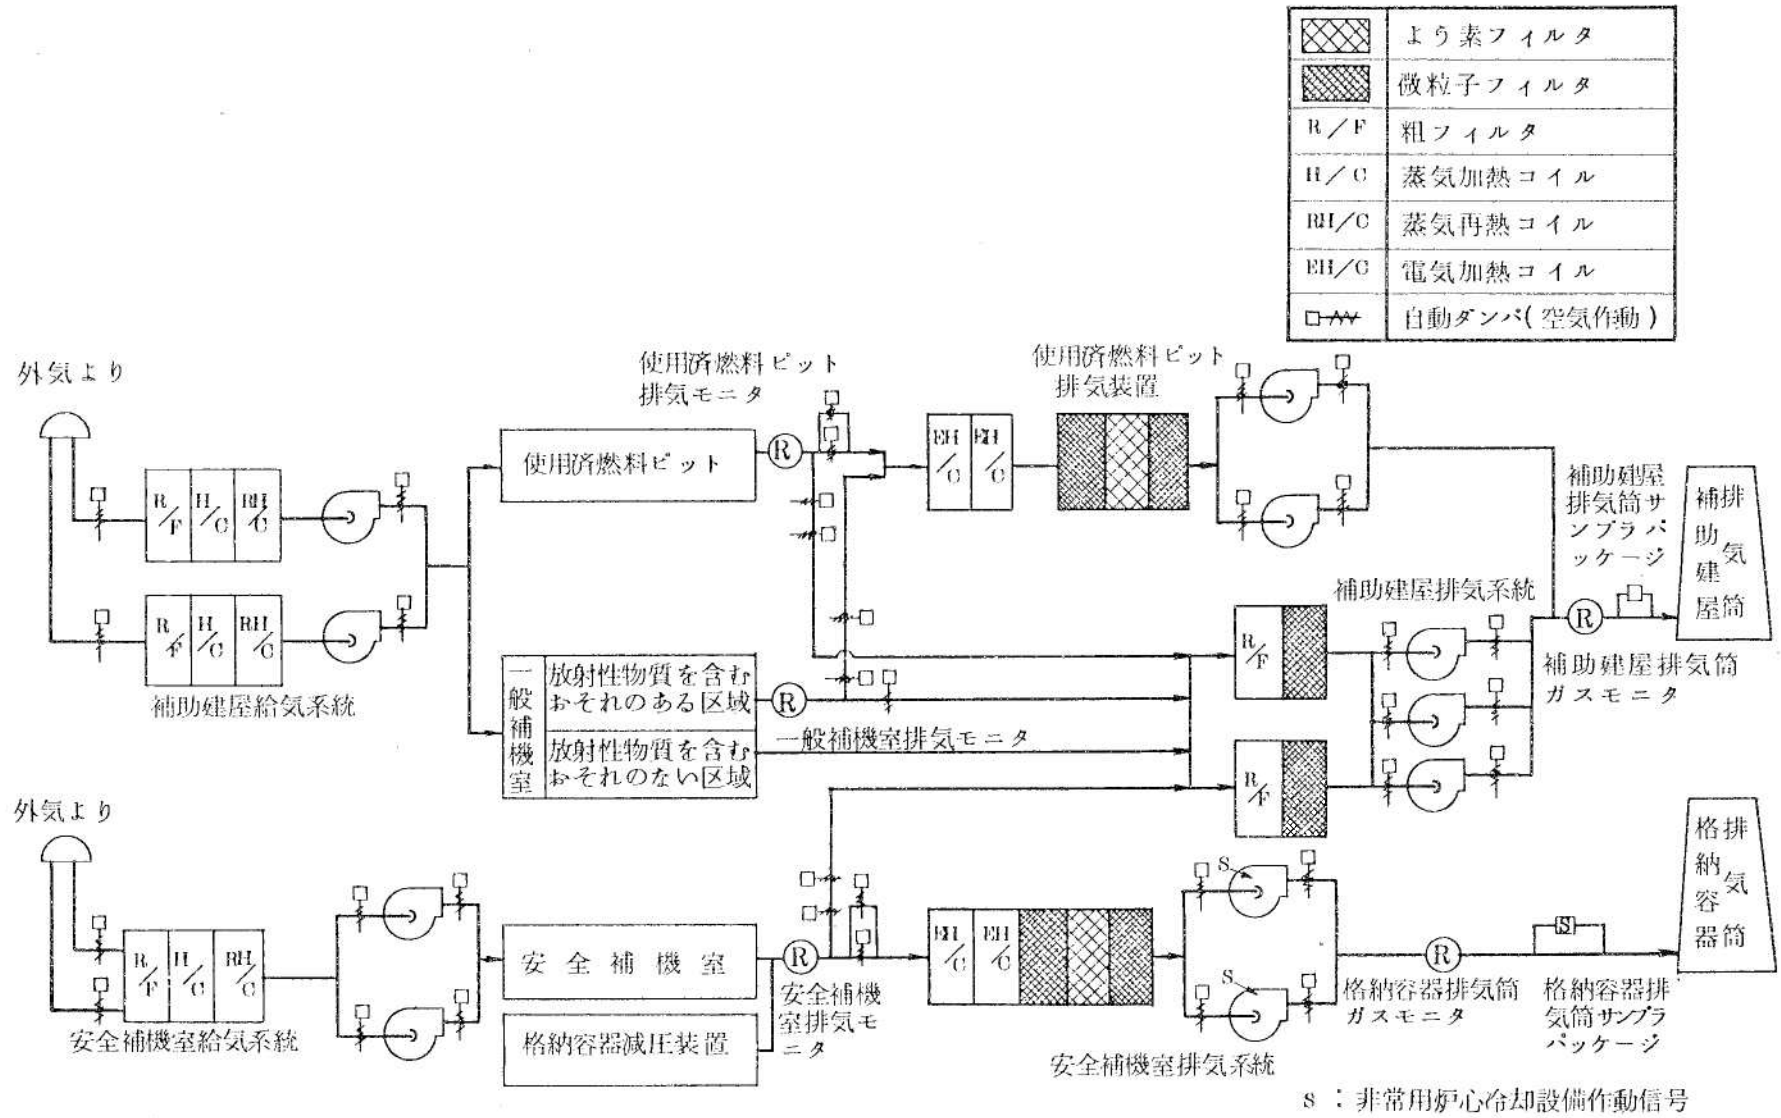 よう素フィルタ
微粒子フィルタ
R/F 粗フィルタ
H/C 蒸気加熱コイル
RH/C 蒸気再熱コイル
EH/C 電気加熱コイル
自動ダンパ(空気作動)
外気より
R/F H/C RH/C
R/F H/C RH/C
補助建屋給気系統
使用済燃料ピット
排気モニタ
使用済燃料ピット
R
EH/C EH/C
使用済燃料ピット
排気装置
一般補機室
放射性物質を含む
おそれのある区域
放射性物質を含む
おそれのない区域
R
一般補機室排気モニタ
補助建屋排気系統
R/F
R/F
R
補助建屋
排気筒サ
ンプラパ
ッケージ
補助建屋排気筒
ガスモニタ
補助建屋
排気筒
外気より
R/F H/C RH/C
安全補機室給気系統
安全補機室
格納容器減圧装置
R
安全補機
室排気モ
ニタ
EH/C EH/C
S
S
安全補機室排気系統
R
格納容器排気筒
ガスモニタ
S
格納容器排
気筒サンプラ
パッケージ
格納容器
排気筒
S:非常用炉心冷却設備作動信号